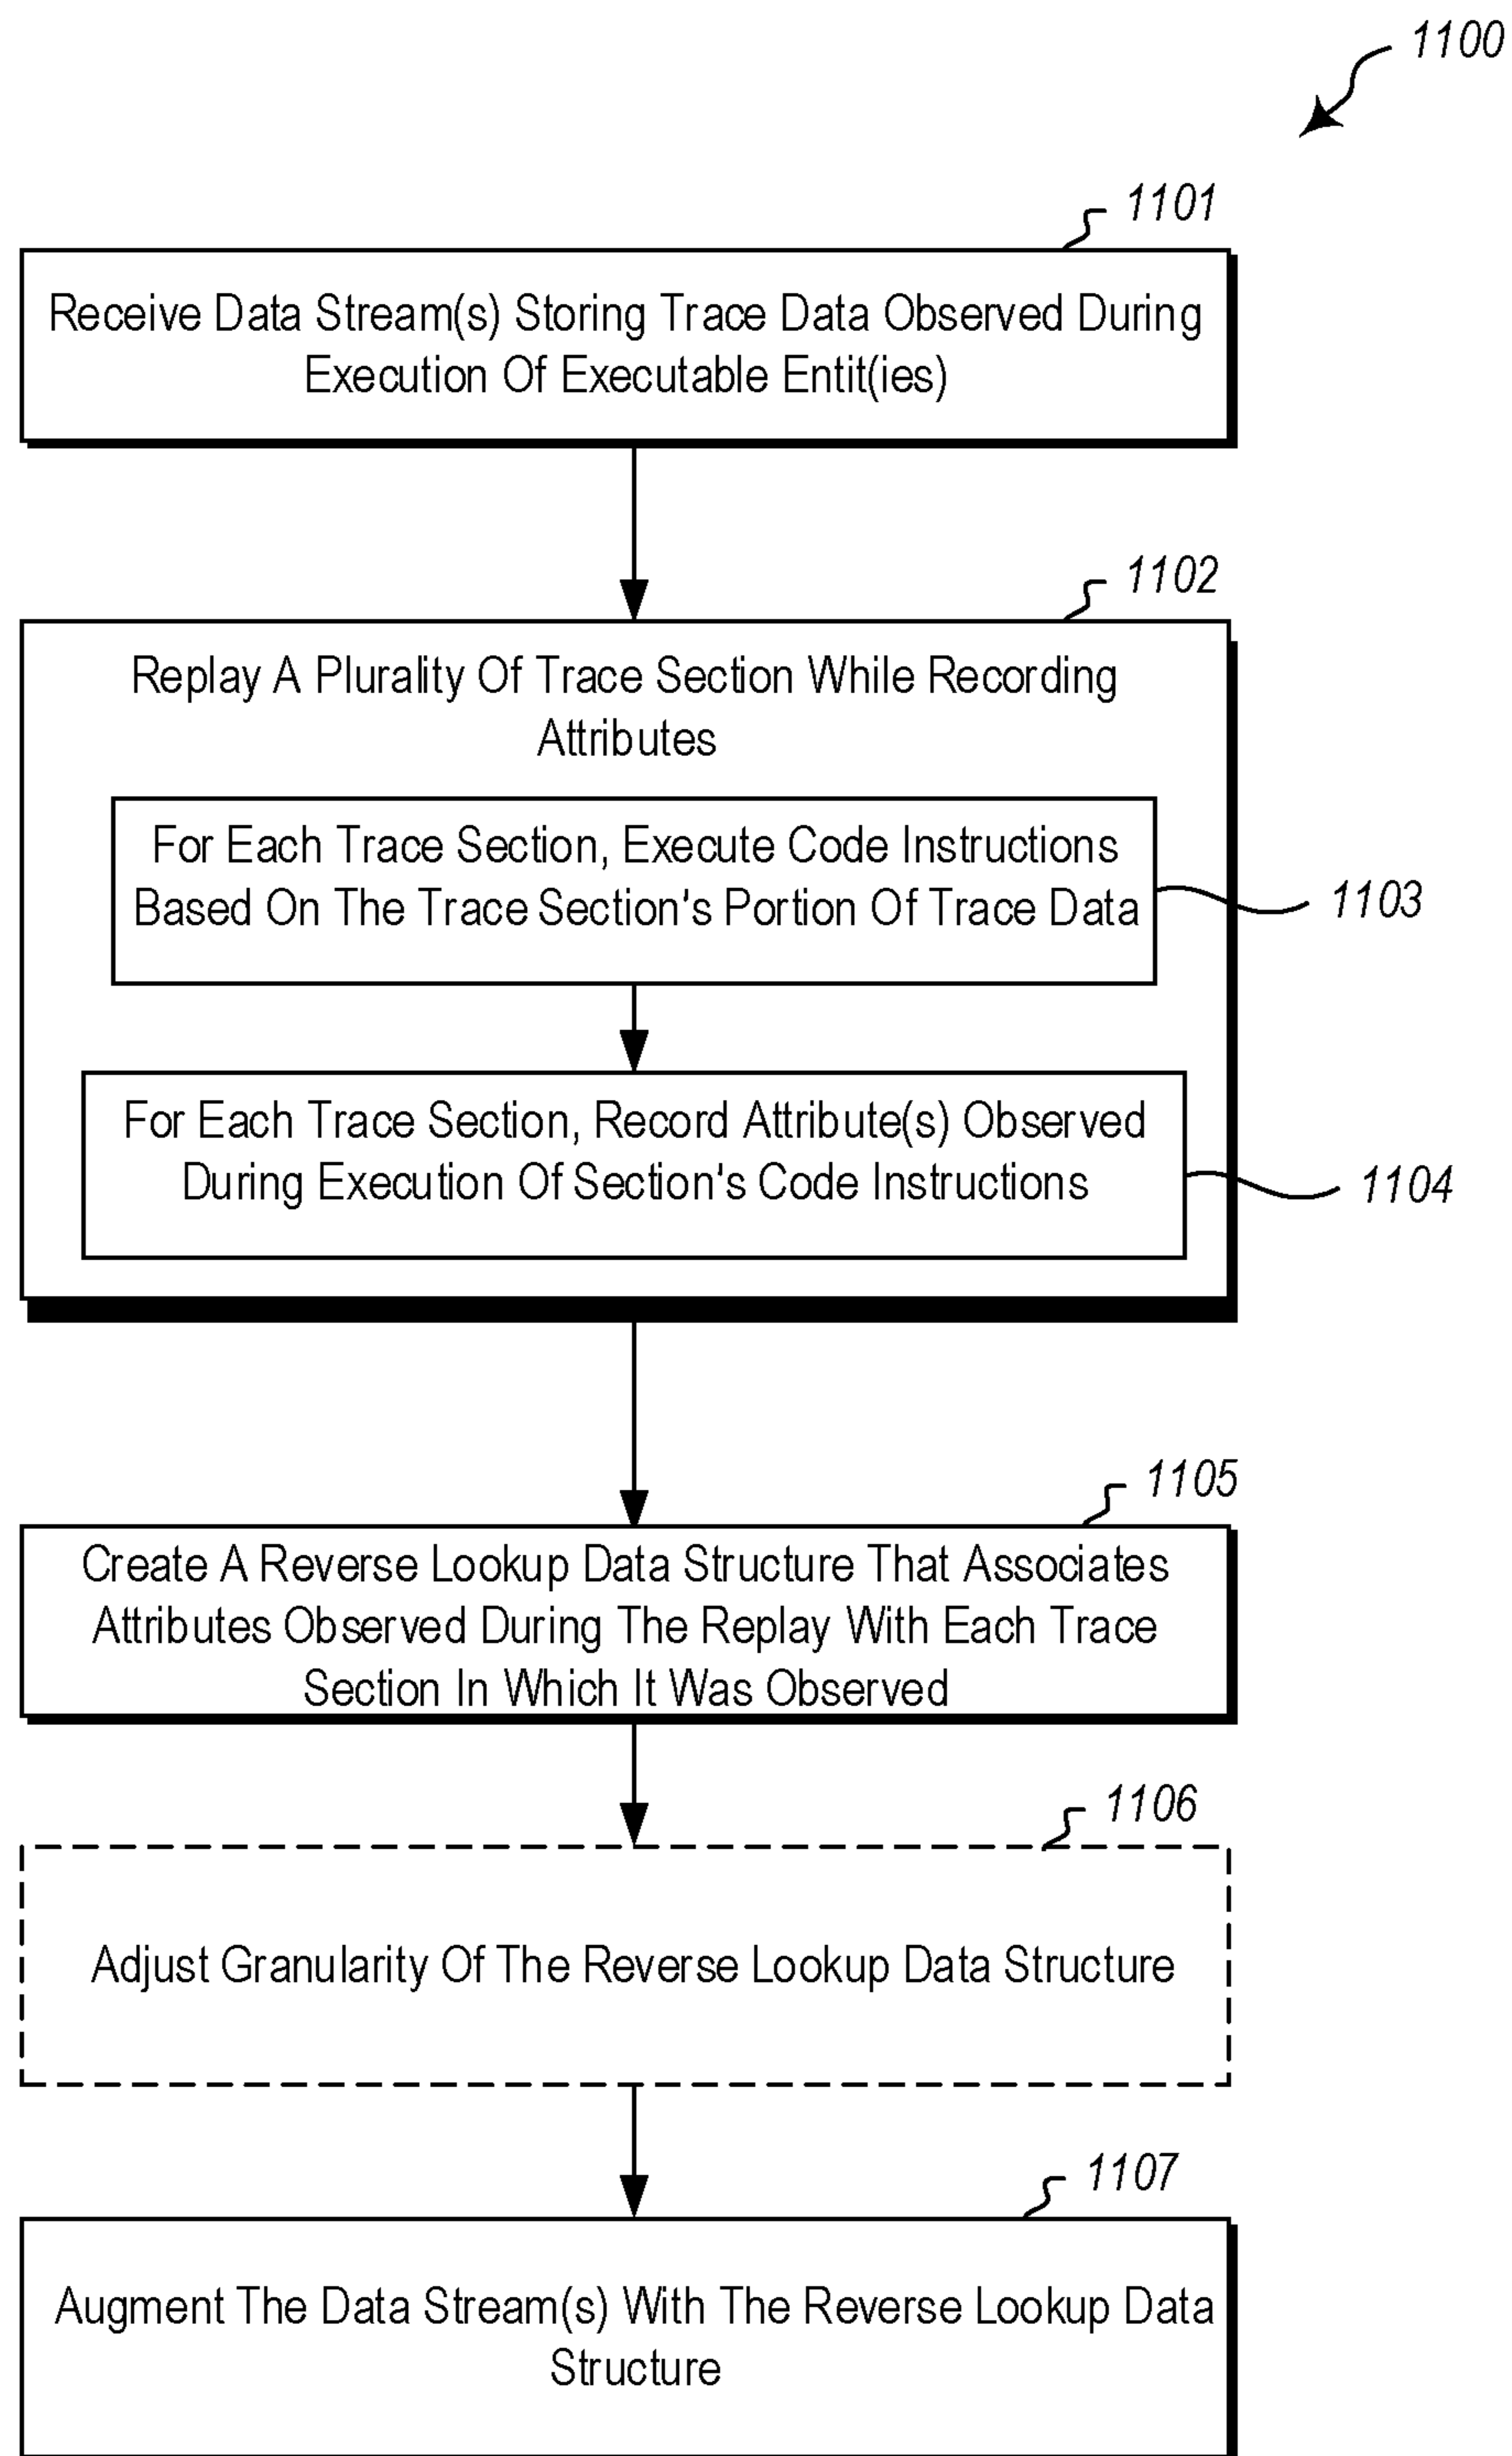 1100
1101
Receive Data Stream(s) Storing Trace Data Observed During
Execution Of Executable Entit(ies)
1102
Replay A Plurality Of Trace Section While Recording
Attributes
For Each Trace Section, Execute Code Instructions
Based On The Trace Section's Portion Of Trace Data
1103
For Each Trace Section, Record Attribute(s) Observed
During Execution Of Section's Code Instructions
1104
1105
Create A Reverse Lookup Data Structure That Associates
Attributes Observed During The Replay With Each Trace
Section In Which It Was Observed
1106
Adjust Granularity Of The Reverse Lookup Data Structure
1107
Augment The Data Stream(s) With The Reverse Lookup Data
Structure